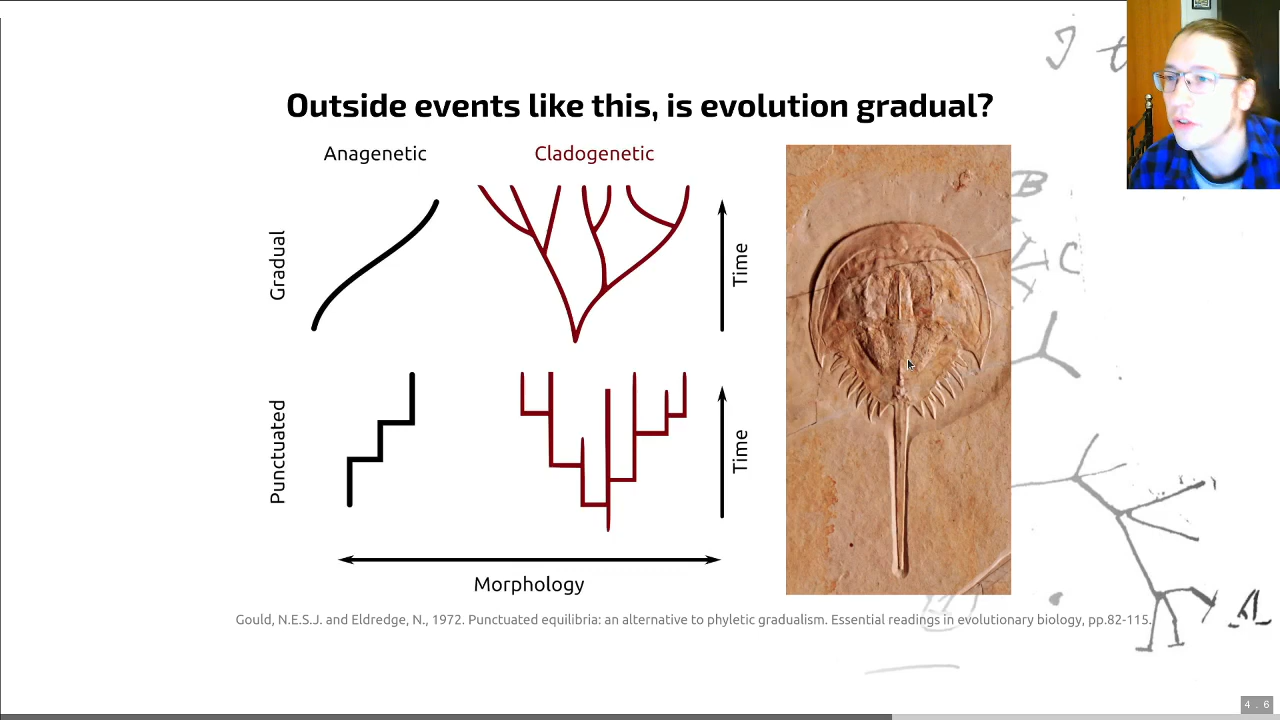 Outside events like this, is evolution gradual?
Anagenetic
Cladogenetic
Gradual
Time
Punctuated
Time
Morphology
Gould, N.E.S.J. and Eldredge, N., 1972. Punctuated equilibria: an alternative to phyletic gradualism. Essential readings in evolutionary biology, pp.82-115.
I t
B
C
A
4 . 6